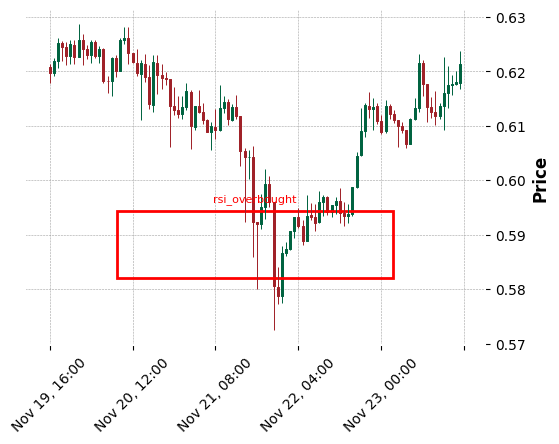 0.63
0.62
0.61
0.60
rsi_overbought
0.59
0.58
0.57
Price
Nov 19, 16:00
Nov 20, 12:00
Nov 21, 08:00
Nov 22, 04:00
Nov 23, 00:00